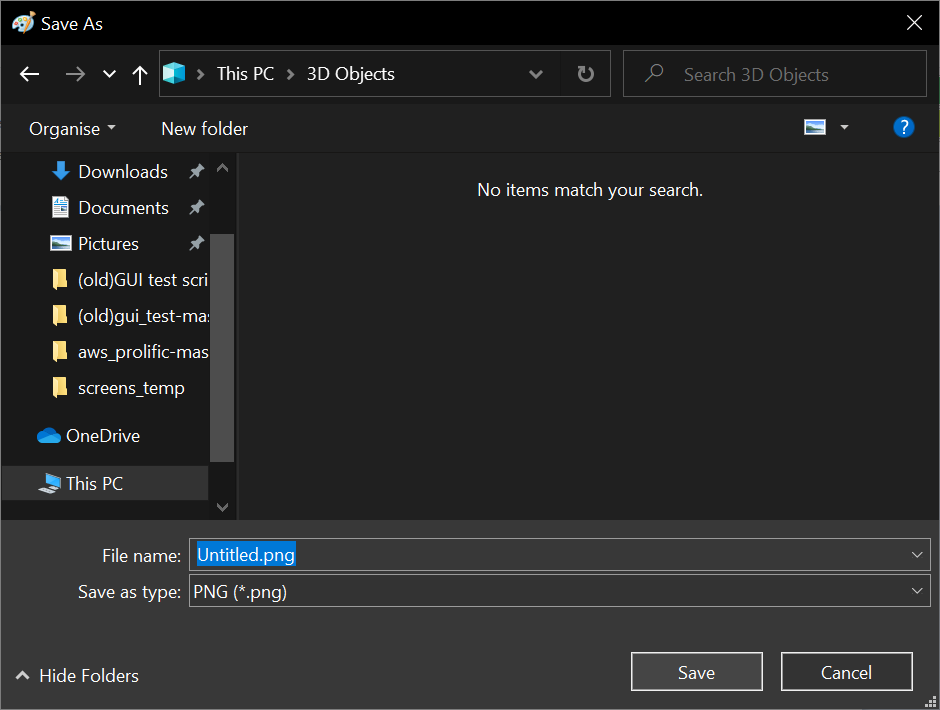 Save As
This PC
3D Objects
Search 3D Objects
Organise
New folder
?
Downloads
Documents
Pictures
(old)GUI test scri
(old)gui_test-mas
aws_prolific-mas
screens_temp
OneDrive
This PC
No items match your search.
File name: Untitled.png
Save as type: PNG (*.png)
Hide Folders
Save
Cancel